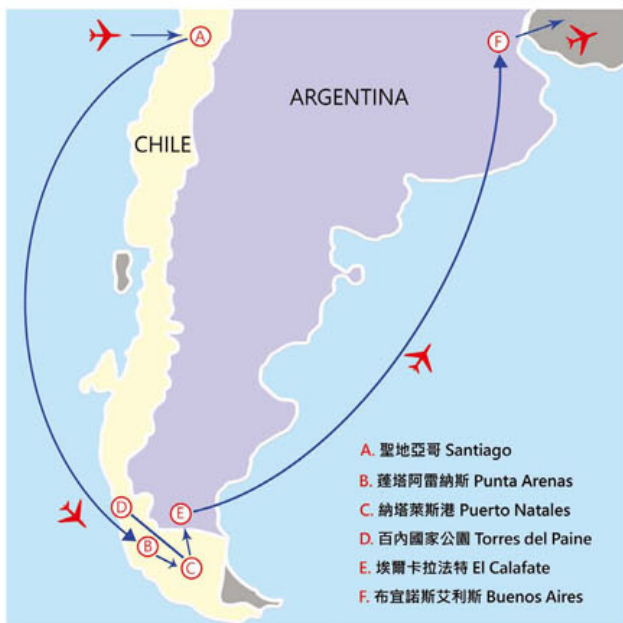 A
F
ARGENTINA
CHILE
A. 聖地亞哥 Santiago
B. 蓬塔阿雷納斯 Punta Arenas
D
E
C. 納塔萊斯港 Puerto Natales
B
D. 百內國家公園 Torres del Paine
C
E. 埃爾卡拉法特 El Calafate
F. 布宜諾斯艾利斯 Buenos Aires